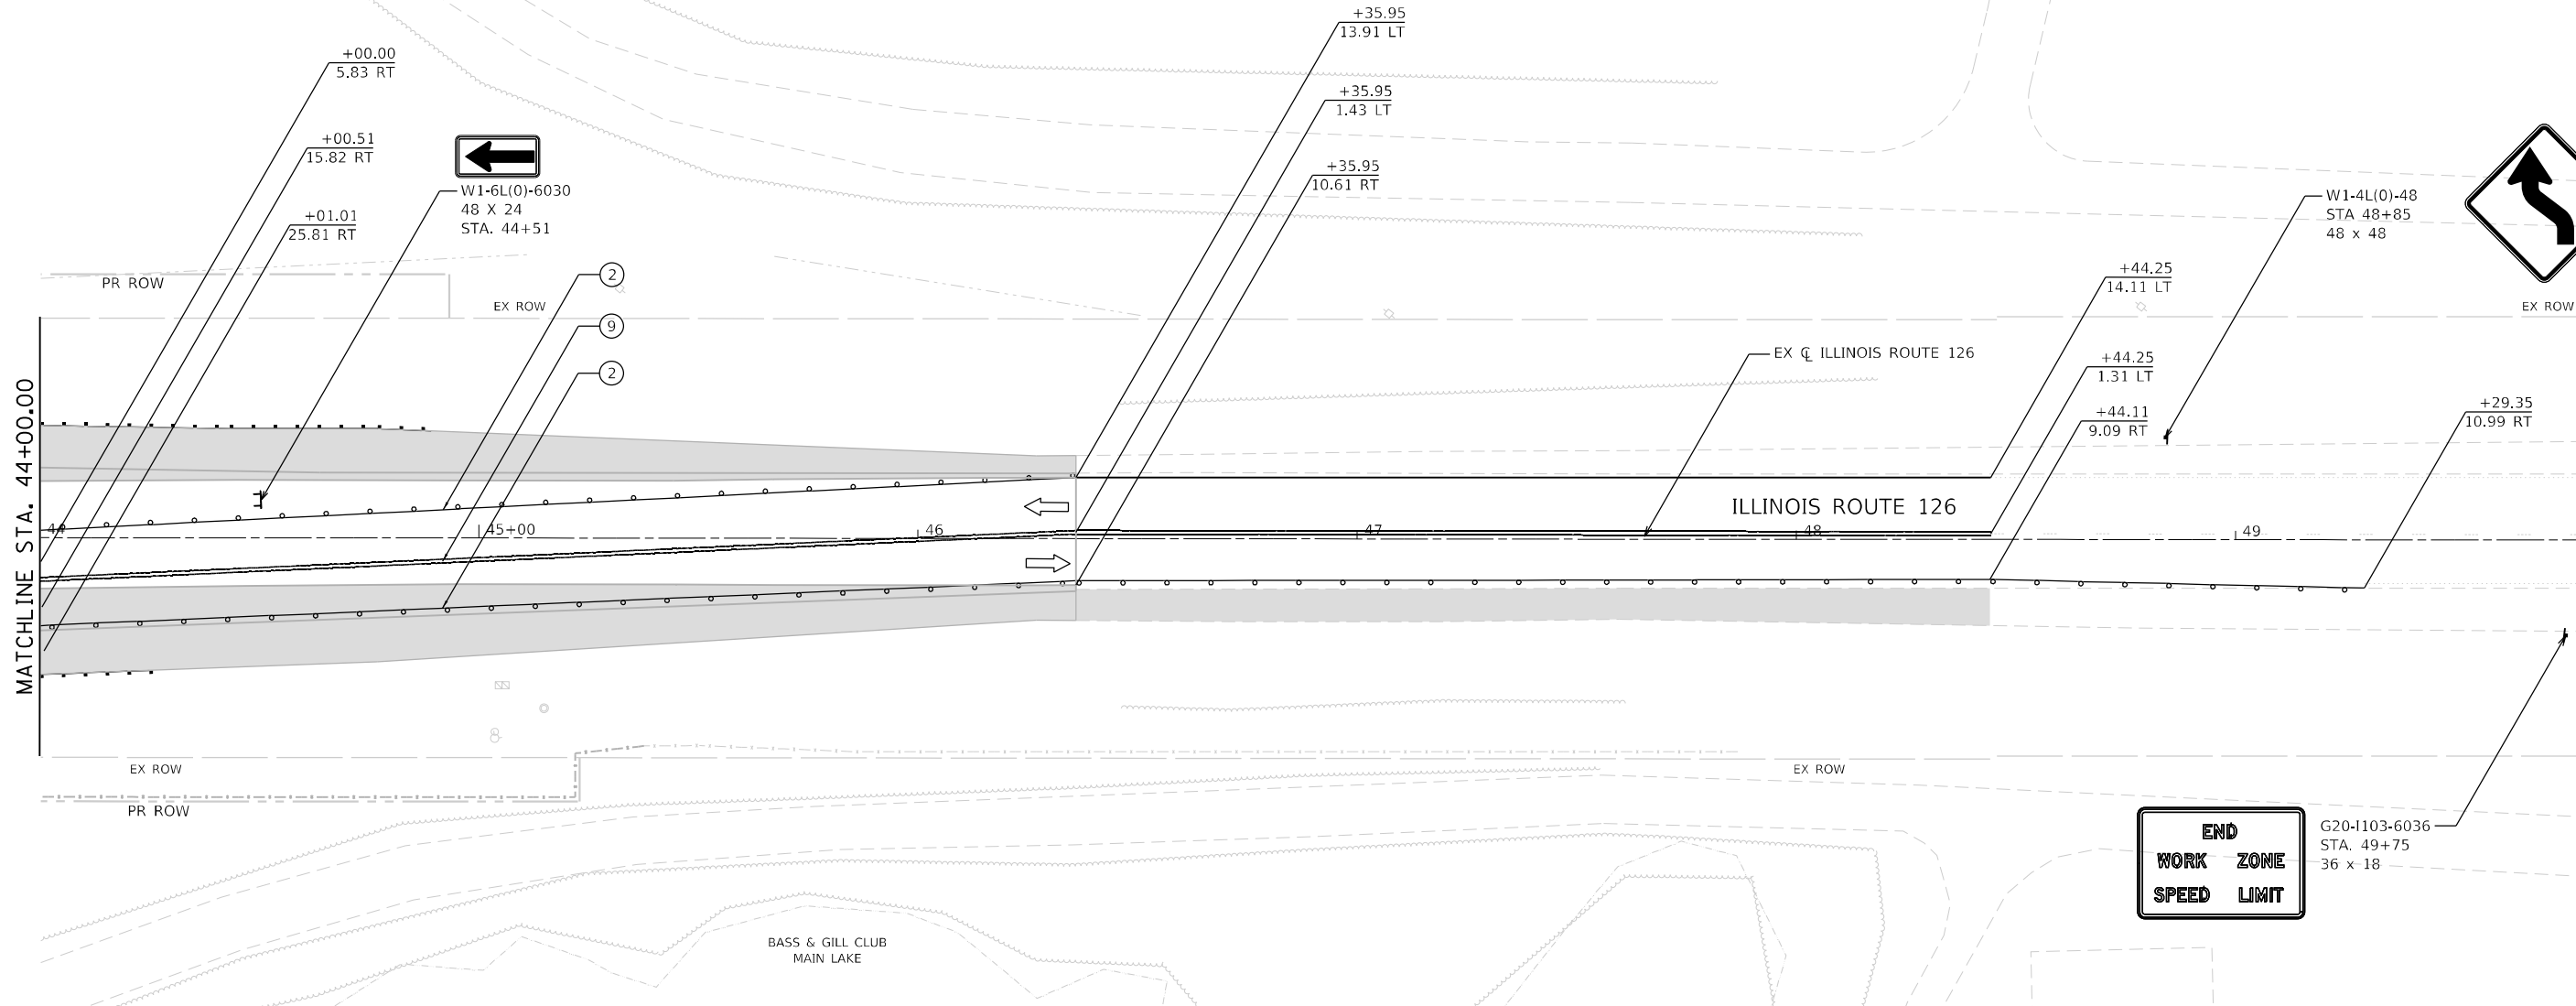 +00.00
5.83 RT
+00.51
15.82 RT
+01.01
25.81 RT
W1-6L(0)-6030
48 X 24
STA. 44+51
+35.95
13.91 LT
+35.95
1.43 LT
+35.95
10.61 RT
W1-4L(0)-48
STA 48+85
48 x 48
+44.25
14.11 LT
+44.25
1.31 LT
+44.11
9.09 RT
+29.35
10.99 RT
PR ROW
EX ROW
EX ROW
2
9
2
EX ℄ ILLINOIS ROUTE 126
MATCHLINE STA. 44+00.00
ILLINOIS ROUTE 126
44
45+00
46
47
48
49
EX ROW
PR ROW
EX ROW
END
WORK ZONE
SPEED LIMIT
G20-I103-6036
STA. 49+75
36 x 18
BASS & GILL CLUB
MAIN LAKE